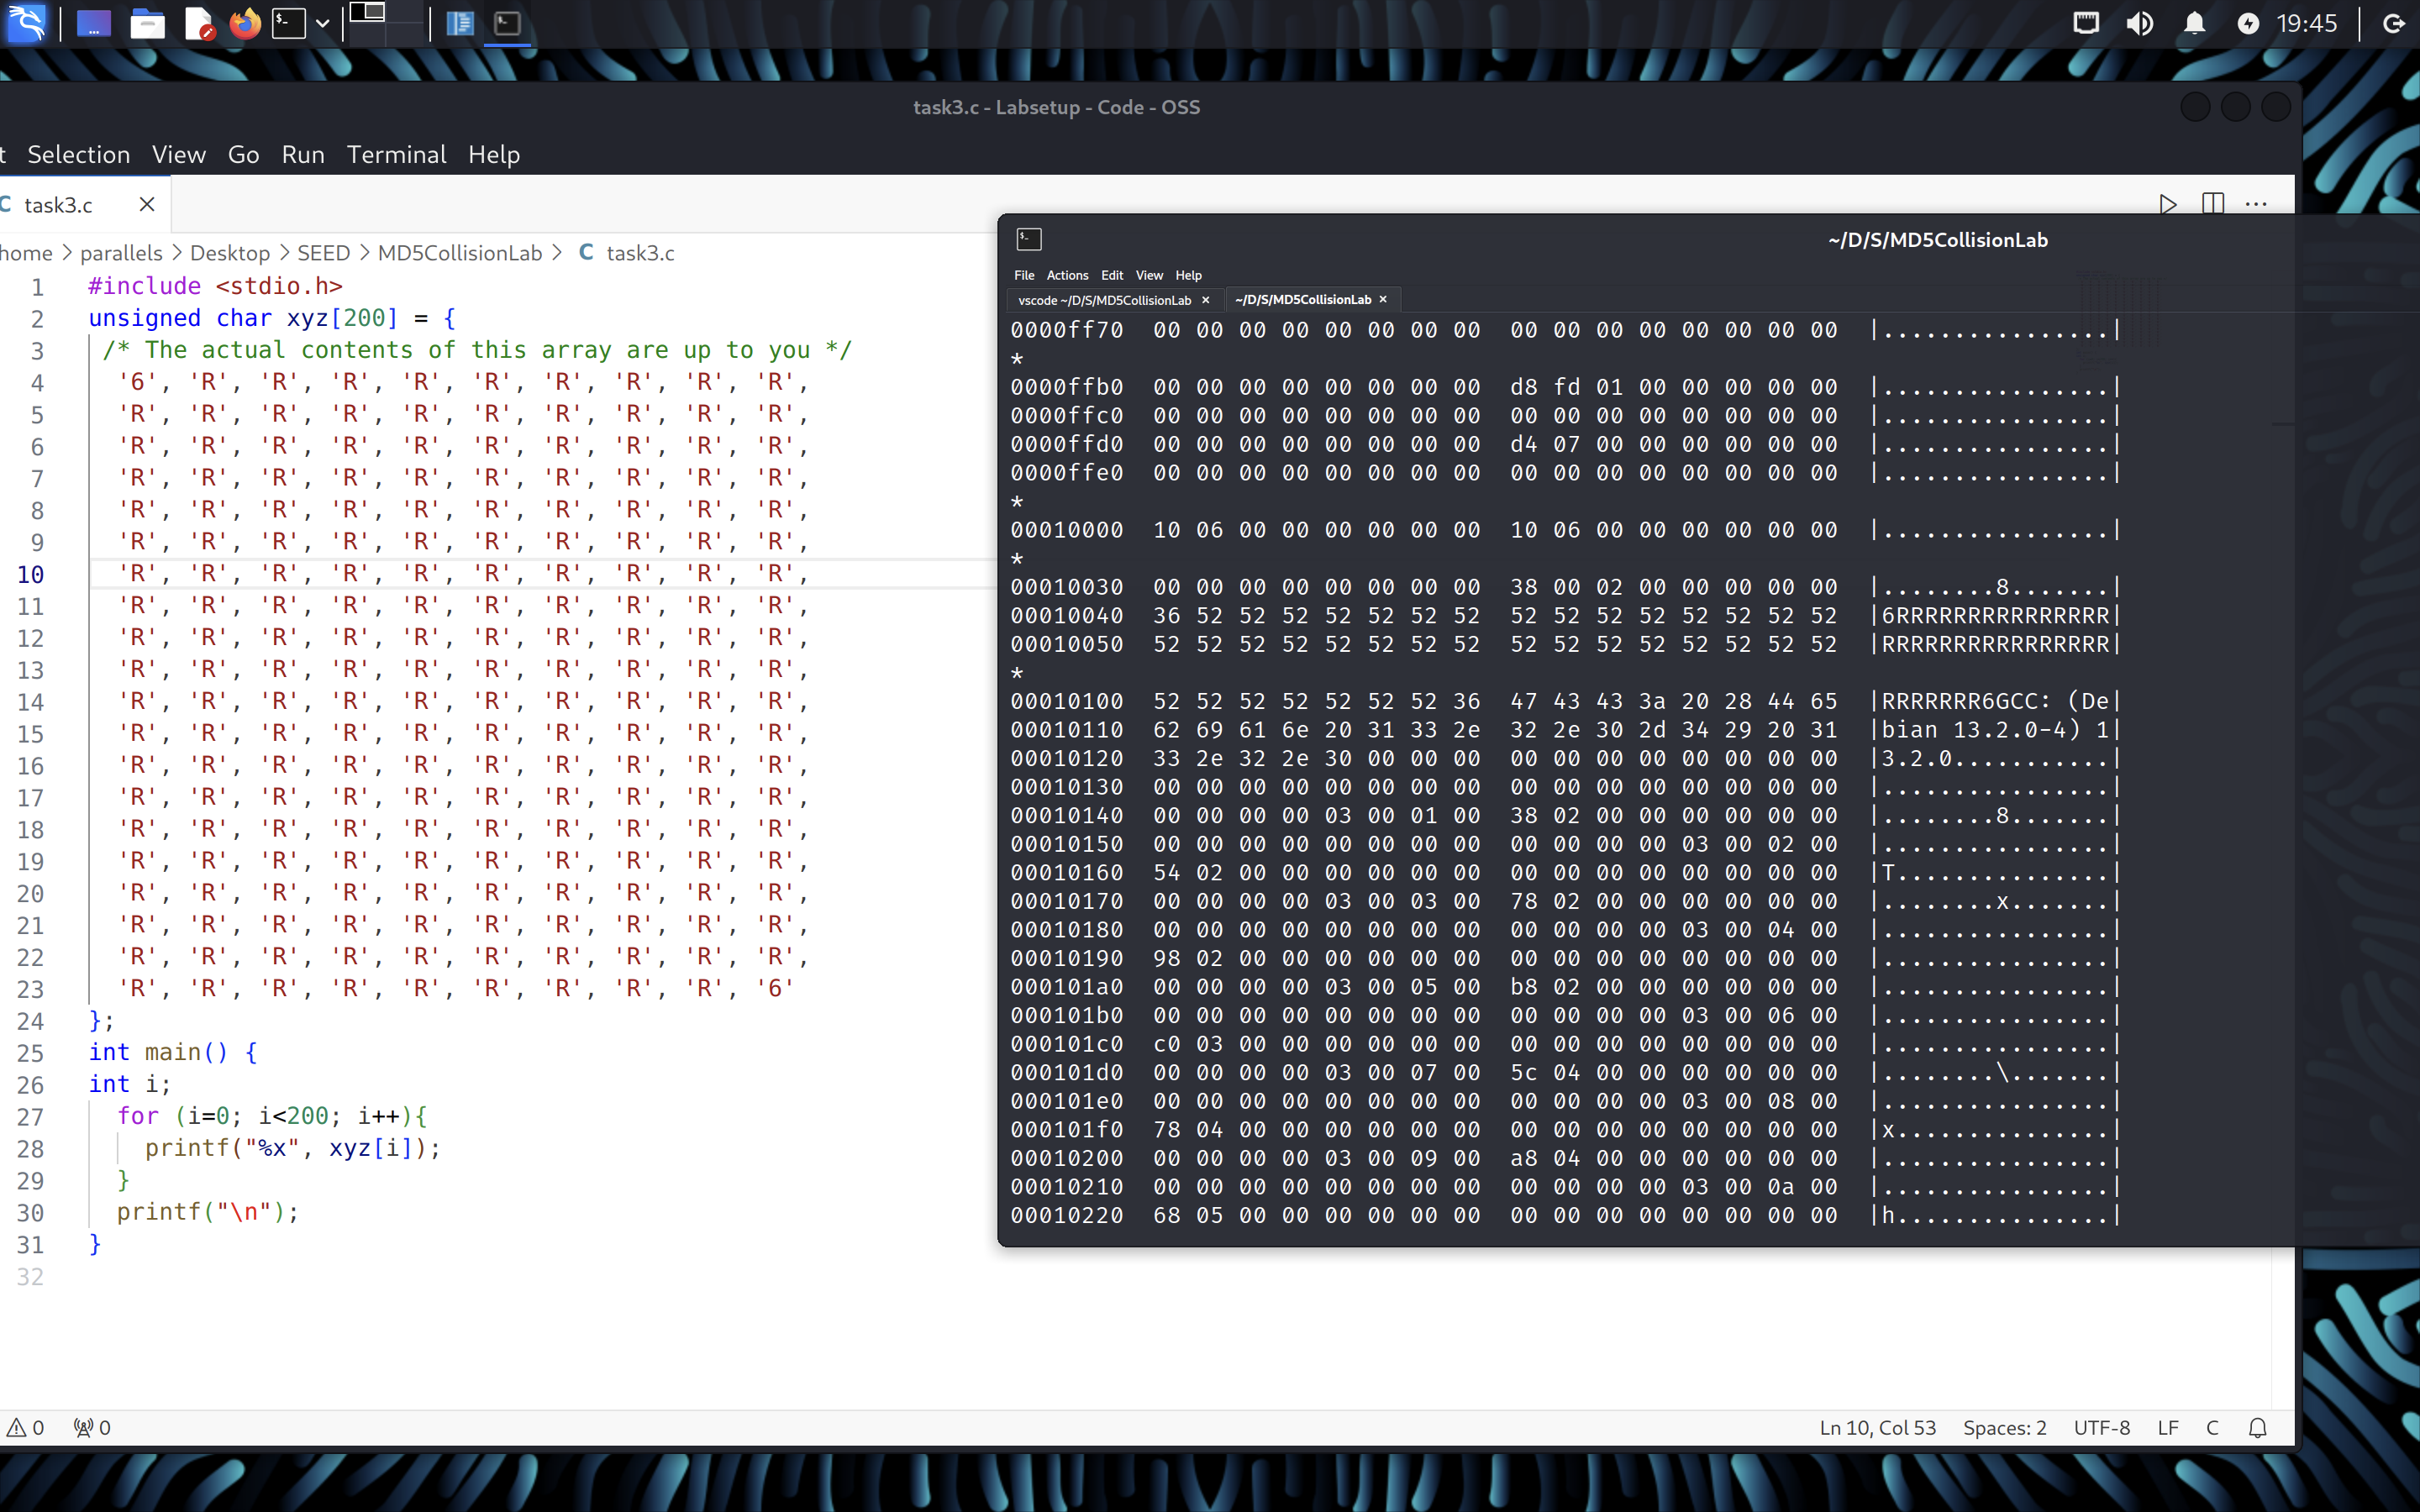 19:45
task3.c - Labsetup - Code - OSS
t Selection View Go Run Terminal Help
C task3.c ×
home > parallels > Desktop > SEED > MD5CollisionLab > C task3.c
1 #include <stdio.h>
2 unsigned char xyz[200] = {
3 /* The actual contents of this array are up to you */
4 '6', 'R', 'R', 'R', 'R', 'R', 'R', 'R', 'R', 'R',
5 'R', 'R', 'R', 'R', 'R', 'R', 'R', 'R', 'R', 'R',
6 'R', 'R', 'R', 'R', 'R', 'R', 'R', 'R', 'R', 'R',
7 'R', 'R', 'R', 'R', 'R', 'R', 'R', 'R', 'R', 'R',
8 'R', 'R', 'R', 'R', 'R', 'R', 'R', 'R', 'R', 'R',
9 'R', 'R', 'R', 'R', 'R', 'R', 'R', 'R', 'R', 'R',
10 'R', 'R', 'R', 'R', 'R', 'R', 'R', 'R', 'R', 'R',
11 'R', 'R', 'R', 'R', 'R', 'R', 'R', 'R', 'R', 'R',
12 'R', 'R', 'R', 'R', 'R', 'R', 'R', 'R', 'R', 'R',
13 'R', 'R', 'R', 'R', 'R', 'R', 'R', 'R', 'R', 'R',
14 'R', 'R', 'R', 'R', 'R', 'R', 'R', 'R', 'R', 'R',
15 'R', 'R', 'R', 'R', 'R', 'R', 'R', 'R', 'R', 'R',
16 'R', 'R', 'R', 'R', 'R', 'R', 'R', 'R', 'R', 'R',
17 'R', 'R', 'R', 'R', 'R', 'R', 'R', 'R', 'R', 'R',
18 'R', 'R', 'R', 'R', 'R', 'R', 'R', 'R', 'R', 'R',
19 'R', 'R', 'R', 'R', 'R', 'R', 'R', 'R', 'R', 'R',
20 'R', 'R', 'R', 'R', 'R', 'R', 'R', 'R', 'R', 'R',
21 'R', 'R', 'R', 'R', 'R', 'R', 'R', 'R', 'R', 'R',
22 'R', 'R', 'R', 'R', 'R', 'R', 'R', 'R', 'R', 'R',
23 'R', 'R', 'R', 'R', 'R', 'R', 'R', 'R', 'R', '6'
24 };
25 int main() {
26 int i;
27 for (i=0; i<200; i++){
28 printf("%x", xyz[i]);
29 }
30 printf("\n");
31 }
32
~/D/S/MD5CollisionLab
File Actions Edit View Help
vscode ~/D/S/MD5CollisionLab × ~/D/S/MD5CollisionLab ×
0000ff70 00 00 00 00 00 00 00 00 00 00 00 00 00 00 00 00 |................|
*
0000ffb0 00 00 00 00 00 00 00 00 d8 fd 01 00 00 00 00 00 |................|
0000ffc0 00 00 00 00 00 00 00 00 00 00 00 00 00 00 00 00 |................|
0000ffd0 00 00 00 00 00 00 00 00 d4 07 00 00 00 00 00 00 |................|
0000ffe0 00 00 00 00 00 00 00 00 00 00 00 00 00 00 00 00 |................|
*
00010000 10 06 00 00 00 00 00 00 10 06 00 00 00 00 00 00 |................|
*
00010030 00 00 00 00 00 00 00 00 38 00 02 00 00 00 00 00 |........8.......|
00010040 36 52 52 52 52 52 52 52 52 52 52 52 52 52 52 52 |6RRRRRRRRRRRRRRR|
00010050 52 52 52 52 52 52 52 52 52 52 52 52 52 52 52 52 |RRRRRRRRRRRRRRRR|
*
00010100 52 52 52 52 52 52 52 36 47 43 43 3a 20 28 44 65 |RRRRRRR6GCC: (De|
00010110 62 69 61 6e 20 31 33 2e 32 2e 30 2d 34 29 20 31 |bian 13.2.0-4) 1|
00010120 33 2e 32 2e 30 00 00 00 00 00 00 00 00 00 00 00 |3.2.0...........|
00010130 00 00 00 00 00 00 00 00 00 00 00 00 00 00 00 00 |................|
00010140 00 00 00 00 03 00 01 00 38 02 00 00 00 00 00 00 |........8.......|
00010150 00 00 00 00 00 00 00 00 00 00 00 00 03 00 02 00 |................|
00010160 54 02 00 00 00 00 00 00 00 00 00 00 00 00 00 00 |T...............|
00010170 00 00 00 00 03 00 03 00 78 02 00 00 00 00 00 00 |........x.......|
00010180 00 00 00 00 00 00 00 00 00 00 00 00 03 00 04 00 |................|
00010190 98 02 00 00 00 00 00 00 00 00 00 00 00 00 00 00 |................|
000101a0 00 00 00 00 03 00 05 00 b8 02 00 00 00 00 00 00 |................|
000101b0 00 00 00 00 00 00 00 00 00 00 00 00 03 00 06 00 |................|
000101c0 c0 03 00 00 00 00 00 00 00 00 00 00 00 00 00 00 |................|
000101d0 00 00 00 00 03 00 07 00 5c 04 00 00 00 00 00 00 |........\.......|
000101e0 00 00 00 00 00 00 00 00 00 00 00 00 03 00 08 00 |................|
000101f0 78 04 00 00 00 00 00 00 00 00 00 00 00 00 00 00 |x...............|
00010200 00 00 00 00 03 00 09 00 a8 04 00 00 00 00 00 00 |................|
00010210 00 00 00 00 00 00 00 00 00 00 00 00 03 00 0a 00 |................|
00010220 68 05 00 00 00 00 00 00 00 00 00 00 00 00 00 00 |h...............|
0 0 Ln 10, Col 53 Spaces: 2 UTF-8 LF C